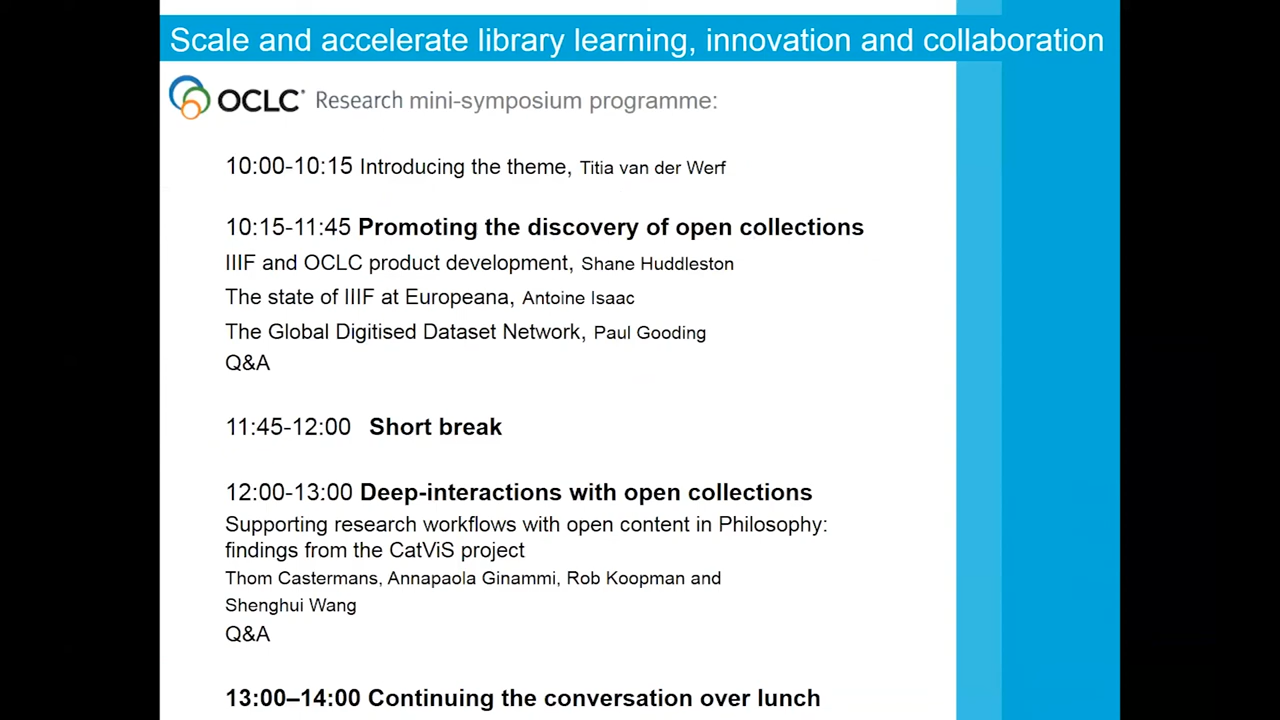 Scale and accelerate library learning, innovation and collaboration
OCLC® Research mini-symposium programme:
10:00-10:15 Introducing the theme, Titia van der Werf
10:15-11:45 Promoting the discovery of open collections
IIIF and OCLC product development, Shane Huddleston
The state of IIIF at Europeana, Antoine Isaac
The Global Digitised Dataset Network, Paul Gooding
Q&A
11:45-12:00 Short break
12:00-13:00 Deep-interactions with open collections
Supporting research workflows with open content in Philosophy:
findings from the CatViS project
Thom Castermans, Annapaola Ginammi, Rob Koopman and
Shenghui Wang
Q&A
13:00–14:00 Continuing the conversation over lunch